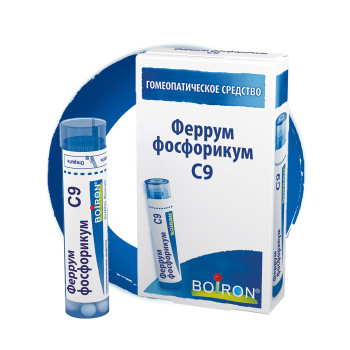 ГОМЕОПАТИЧЕСКОЕ СРЕДСТВО
Феррум
фосфорикум
C9
BOIRON®
Феррум
фосфорикум
C9
BOIRON